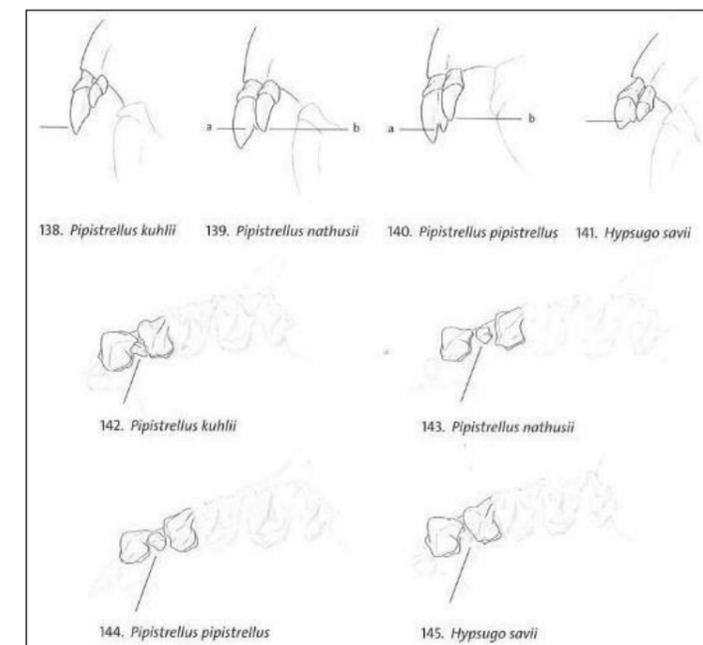 a b a b
138. Pipistrellus kuhlii 139. Pipistrellus nathusii 140. Pipistrellus pipistrellus 141. Hypsugo savii
142. Pipistrellus kuhlii 143. Pipistrellus nathusii
144. Pipistrellus pipistrellus 145. Hypsugo savii